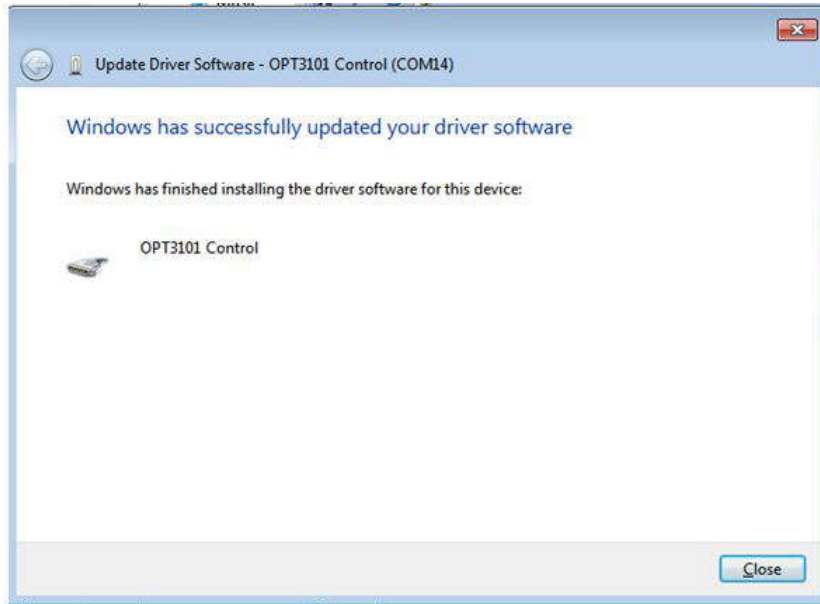 Update Driver Software - OPT3101 Control (COM14)
Windows has successfully updated your driver software
Windows has finished installing the driver software for this device:
OPT3101 Control
Close